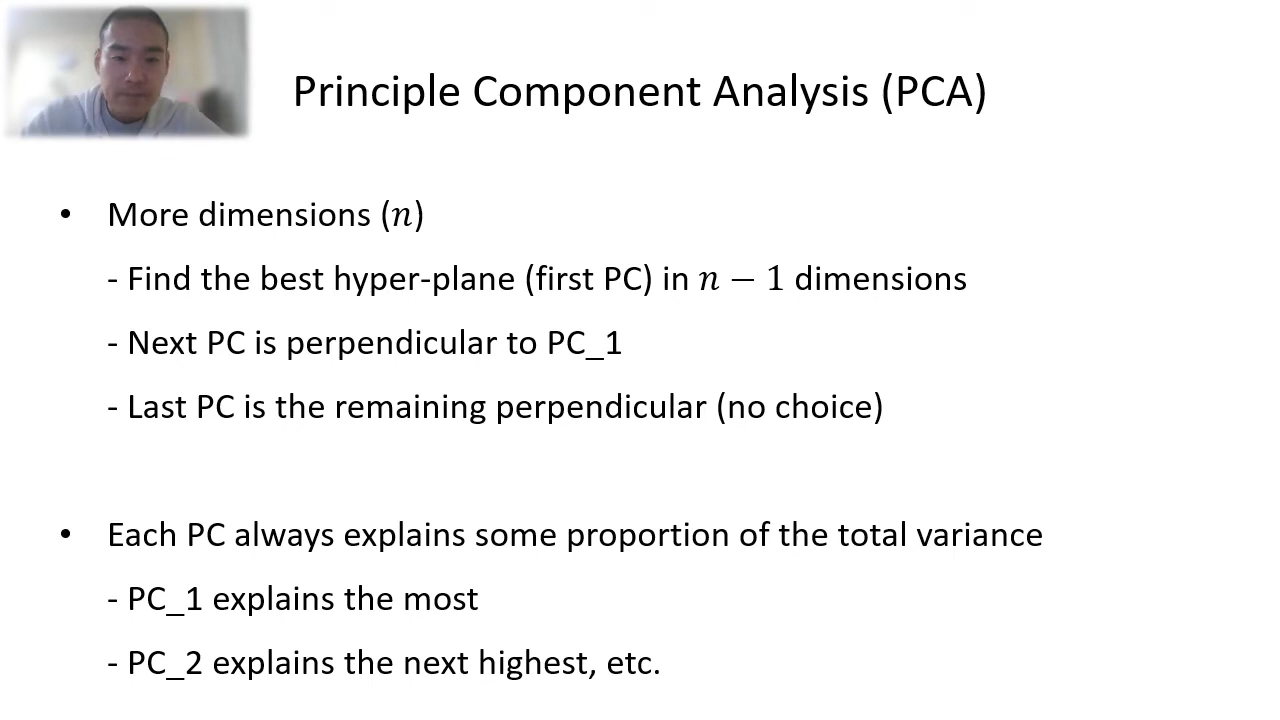 Principle Component Analysis (PCA)
• More dimensions (n)
- Find the best hyper-plane (first PC) in n − 1 dimensions
- Next PC is perpendicular to PC_1
- Last PC is the remaining perpendicular (no choice)
• Each PC always explains some proportion of the total variance
- PC_1 explains the most
- PC_2 explains the next highest, etc.